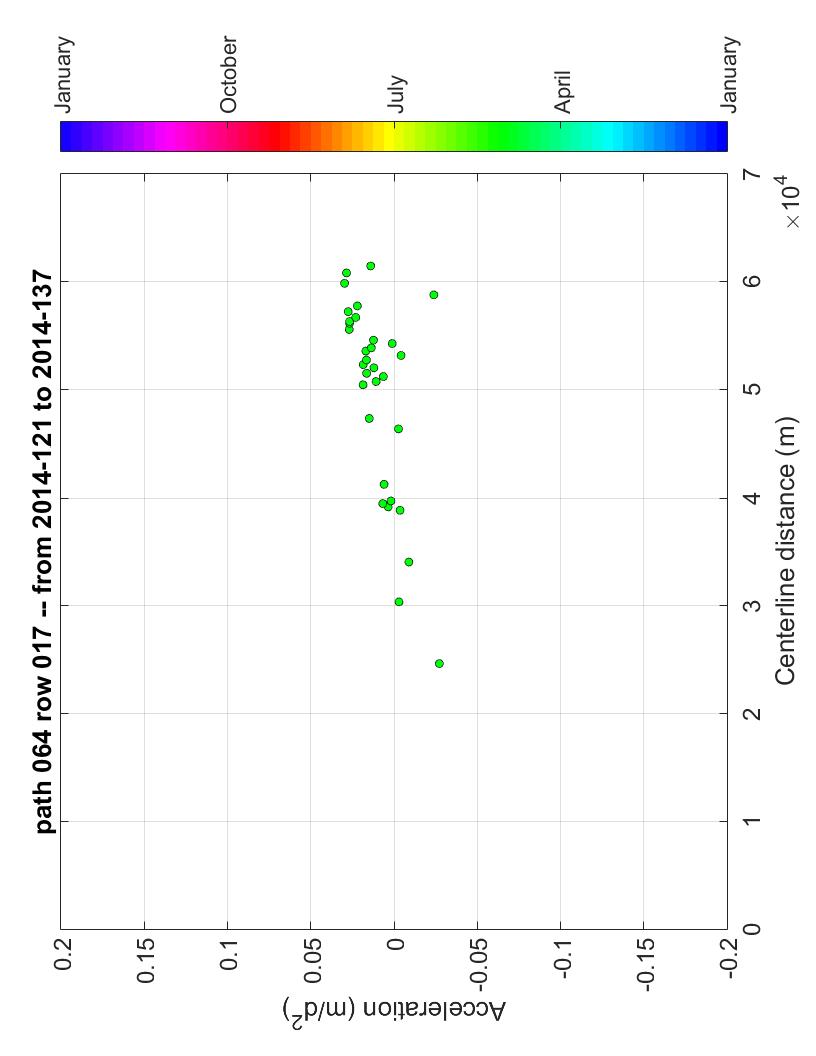 path 064 row 017 -- from 2014-121 to 2014-137
0.2
0.15
0.1
0.05
0
-0.05
-0.1
-0.15
-0.2
Acceleration (m/d²)
0 1 2 3 4 5 6 7
×10⁴
Centerline distance (m)
January
October
July
April
January